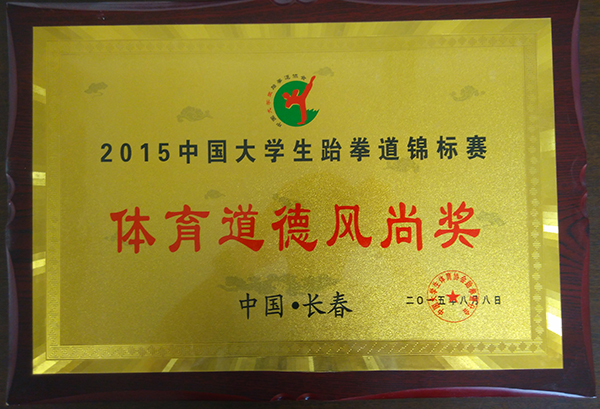 2015中国大学生跆拳道锦标赛
体育道德风尚奖
中国·长春
二〇一五年八月八日